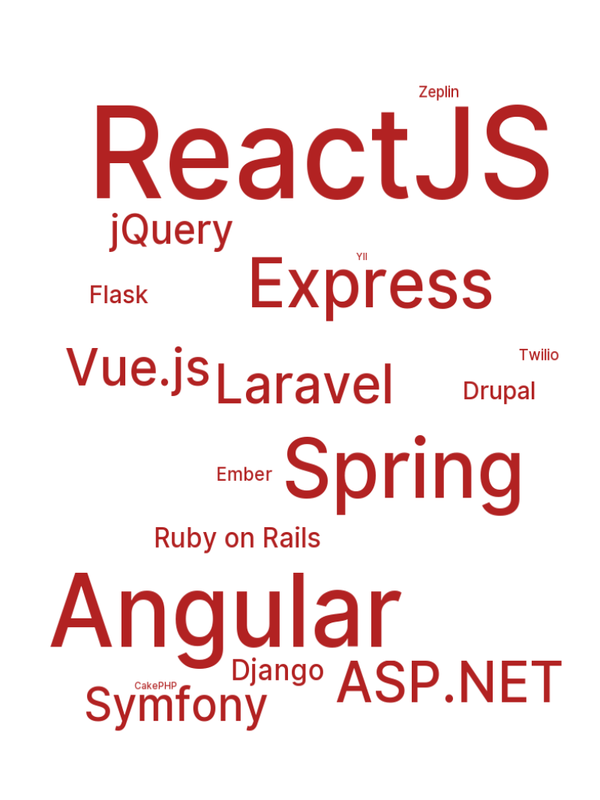 Zeplin
ReactJS
jQuery
YII
Express
Flask
Vue.js
Twilio
Laravel
Drupal
Spring
Ember
Ruby on Rails
Angular
Django
ASP.NET
CakePHP
Symfony